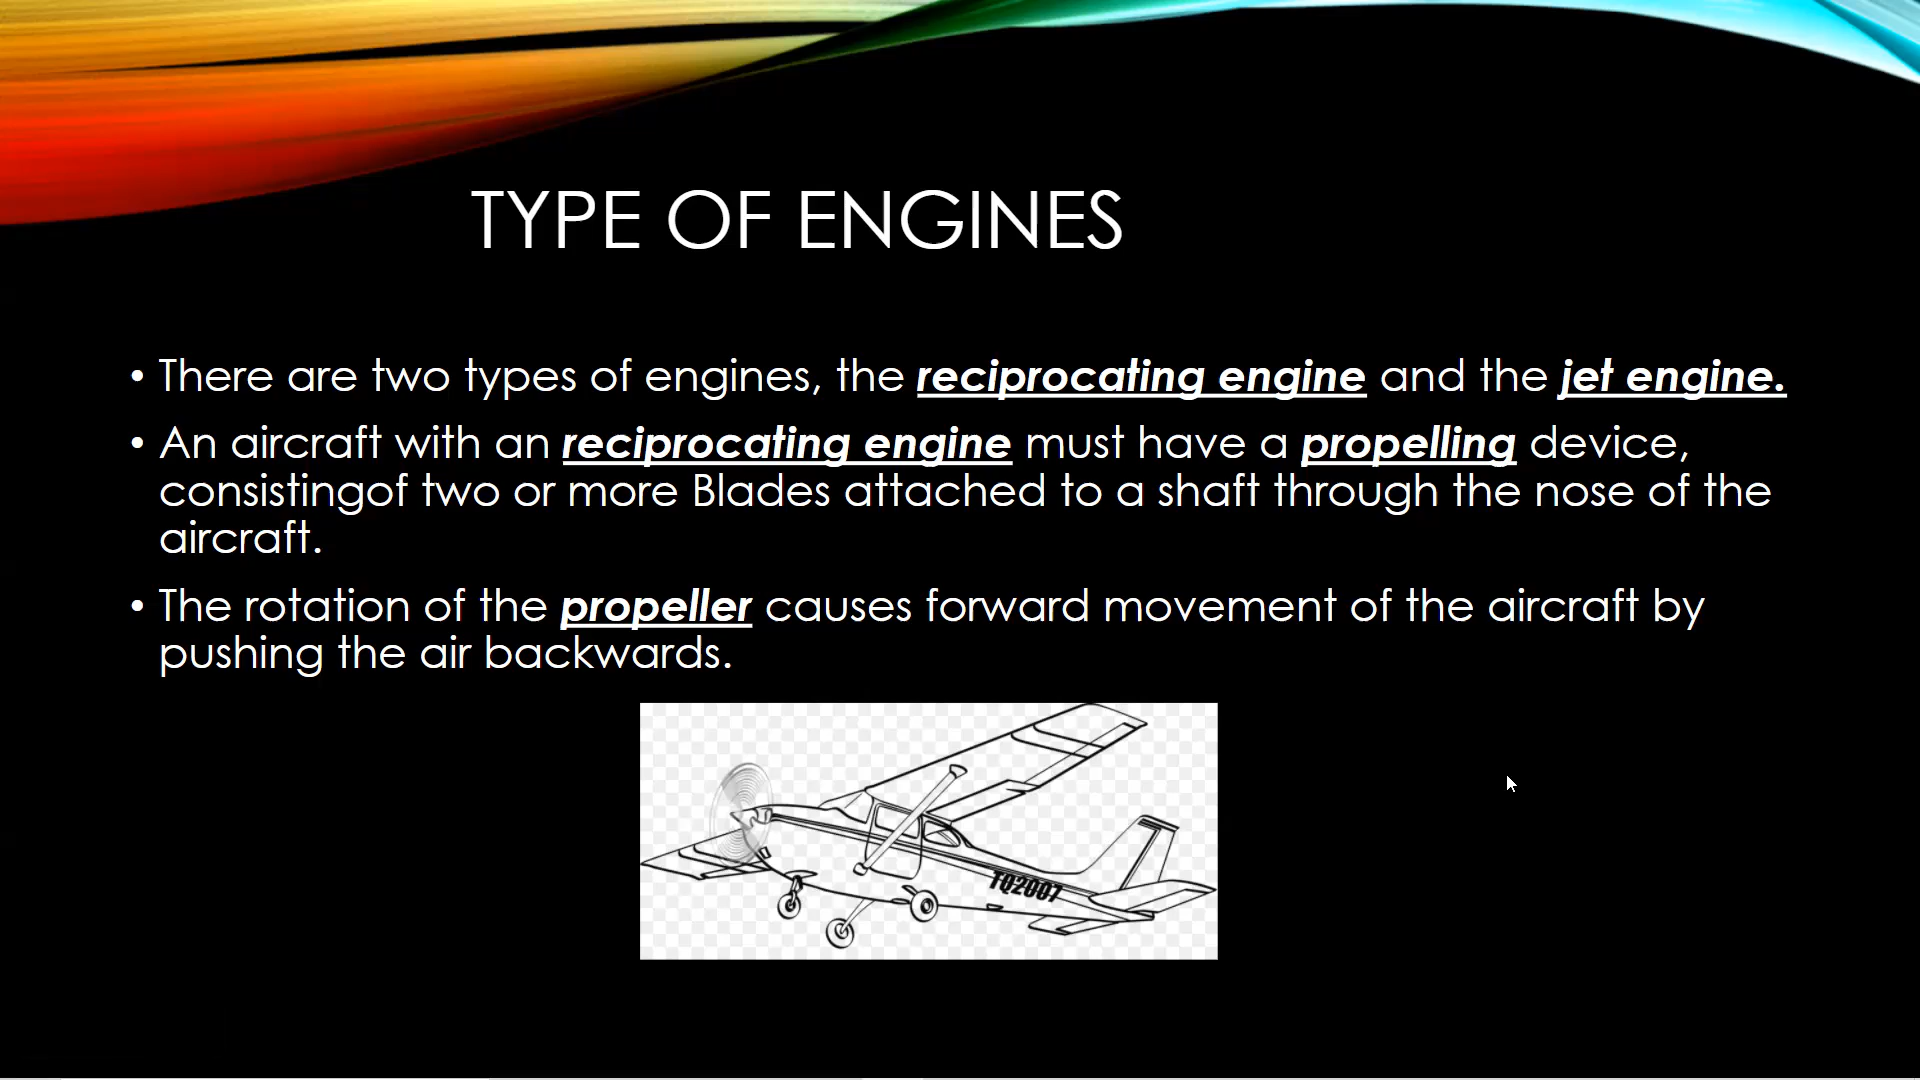 TYPE OF ENGINES
• There are two types of engines, the reciprocating engine and the jet engine.
• An aircraft with an reciprocating engine must have a propelling device,
consistingof two or more Blades attached to a shaft through the nose of the
aircraft.
• The rotation of the propeller causes forward movement of the aircraft by
pushing the air backwards.
TQ2007